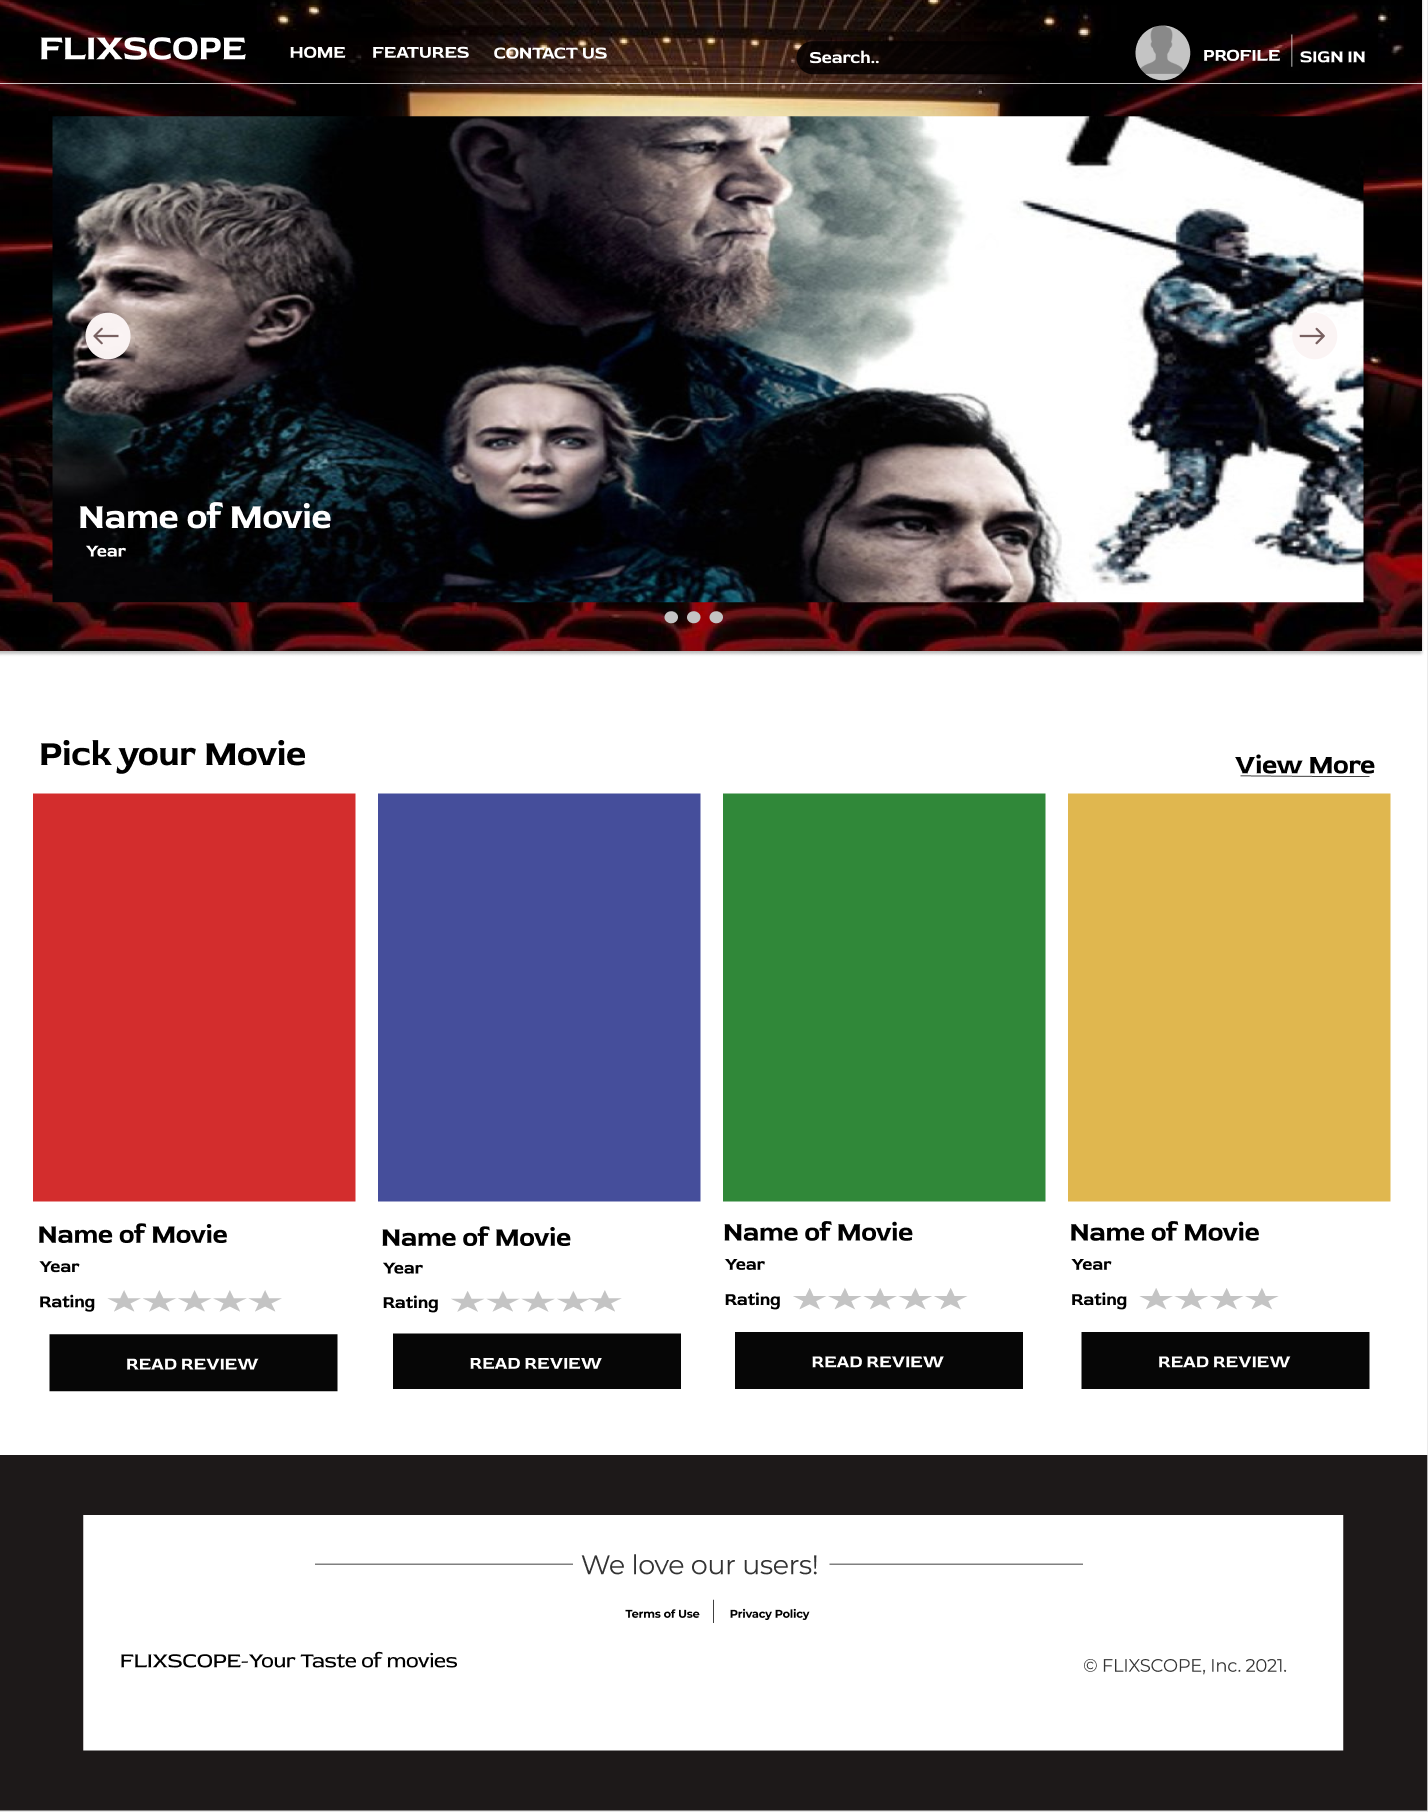 FLIXSCOPE HOME FEATURES CONTACT US Search.. PROFILE SIGN IN
Name of Movie
Year
Pick your Movie View More
Name of Movie Name of Movie Name of Movie Name of Movie
Year Year Year Year
Rating Rating Rating Rating
READ REVIEW READ REVIEW READ REVIEW READ REVIEW
We love our users!
Terms of Use Privacy Policy
FLIXSCOPE-Your Taste of movies © FLIXSCOPE, Inc. 2021.